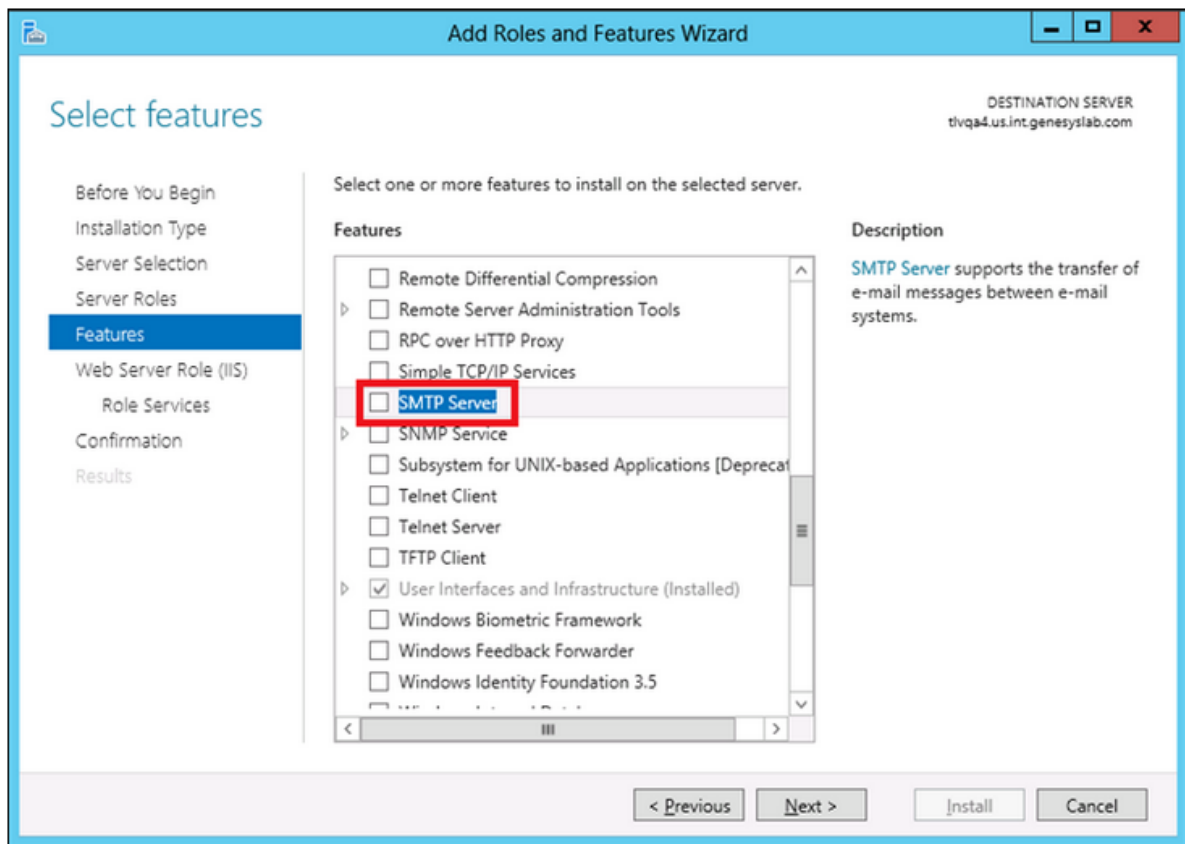 Add Roles and Features Wizard
Select features
DESTINATION SERVER
tlvqa4.us.int.genesyslab.com
Before You Begin
Installation Type
Server Selection
Server Roles
Features
Web Server Role (IIS)
Role Services
Confirmation
Results
Select one or more features to install on the selected server.
Features
Remote Differential Compression
Remote Server Administration Tools
RPC over HTTP Proxy
Simple TCP/IP Services
SMTP Server
SNMP Service
Subsystem for UNIX-based Applications [Deprecat
Telnet Client
Telnet Server
TFTP Client
User Interfaces and Infrastructure (Installed)
Windows Biometric Framework
Windows Feedback Forwarder
Windows Identity Foundation 3.5
Description
SMTP Server supports the transfer of
e-mail messages between e-mail
systems.
< Previous
Next >
Install
Cancel